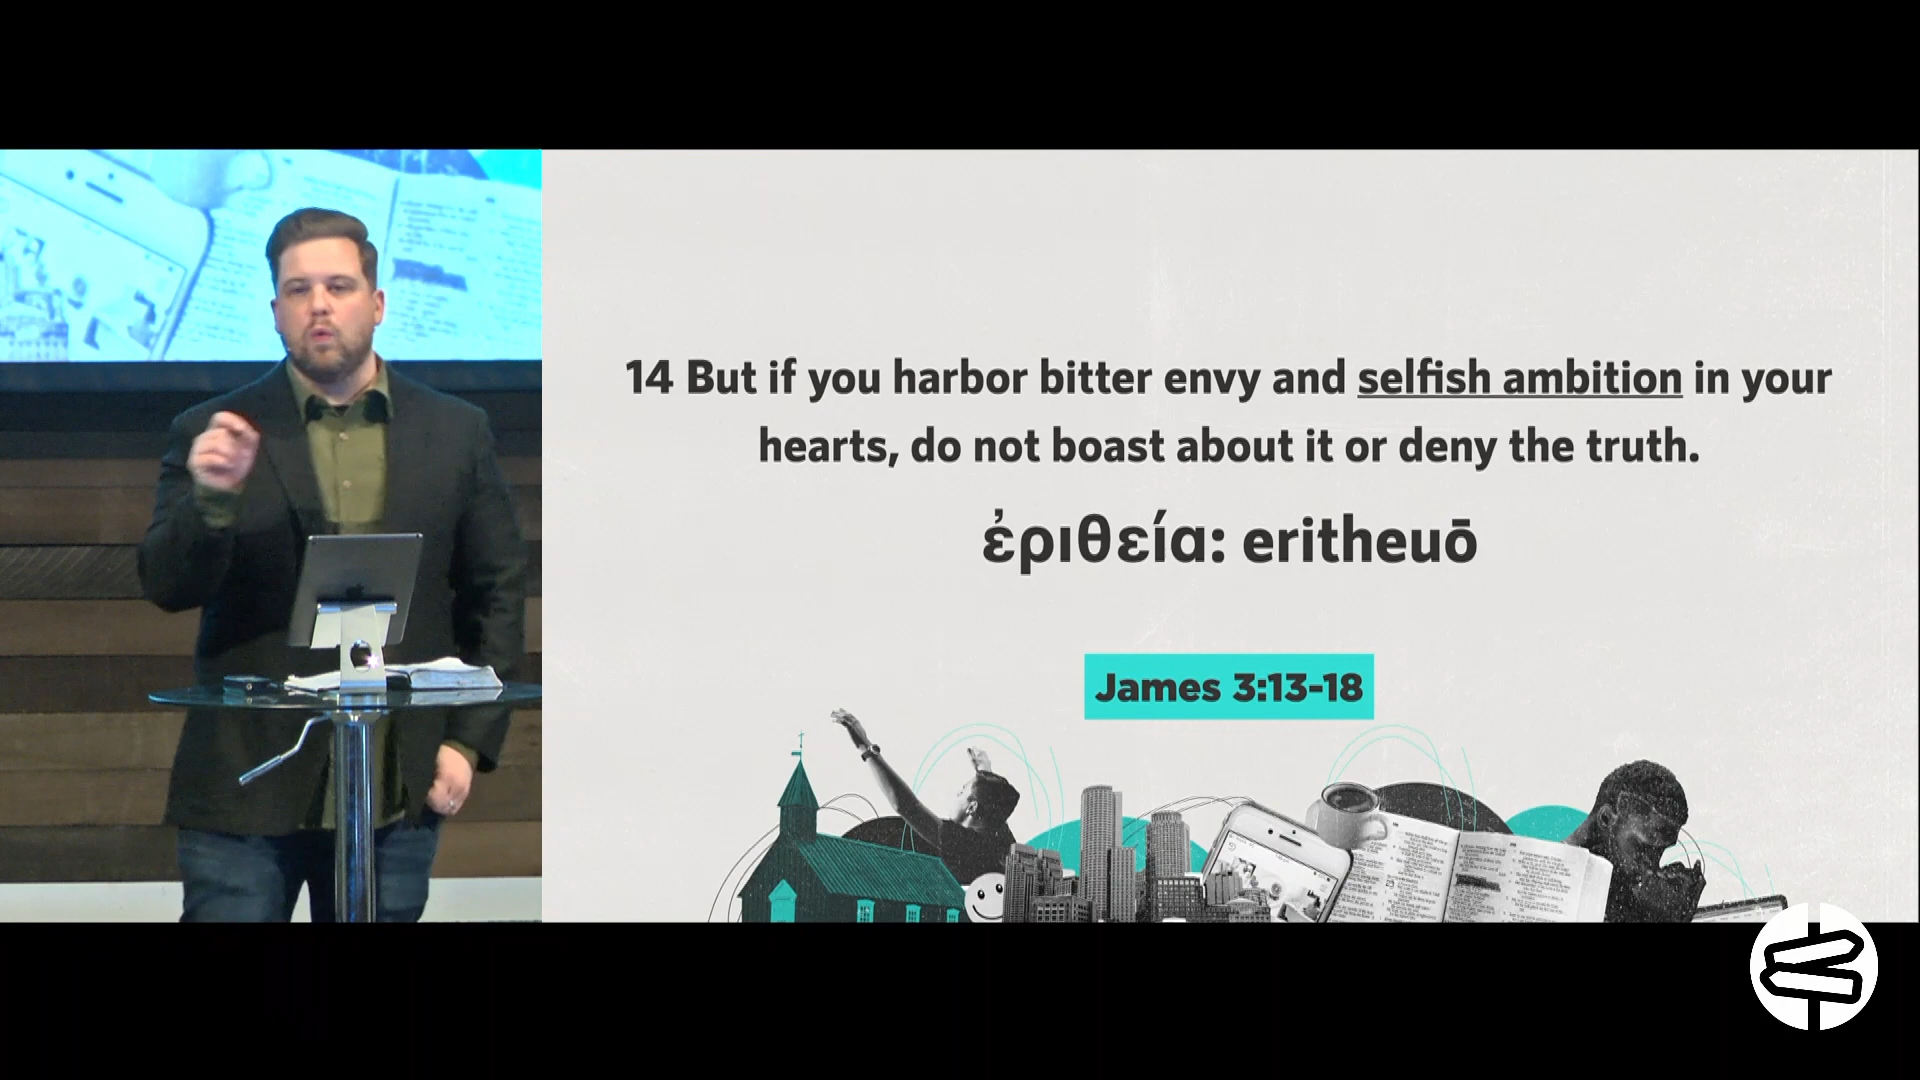 14 But if you harbor bitter envy and selfish ambition in your
hearts, do not boast about it or deny the truth.
ἐριθεία: eritheuō
James 3:13-18